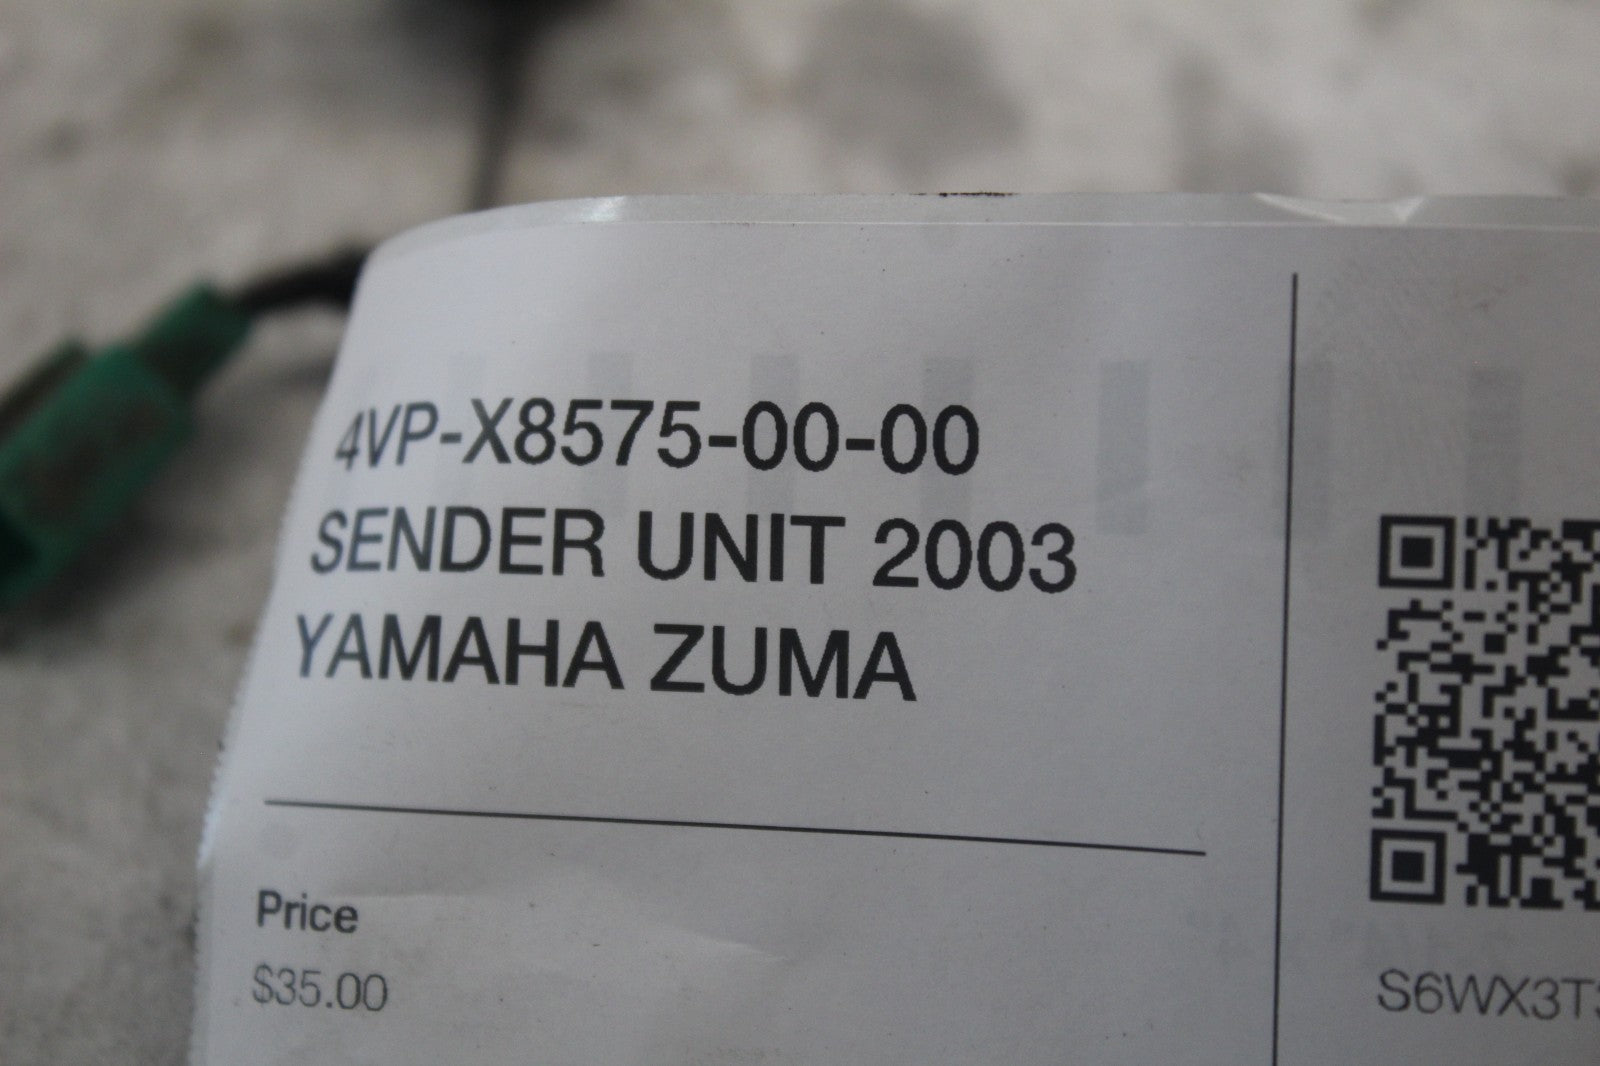 4VP-X8575-00-00
SENDER UNIT 2003
YAMAHA ZUMA
Price
$35.00